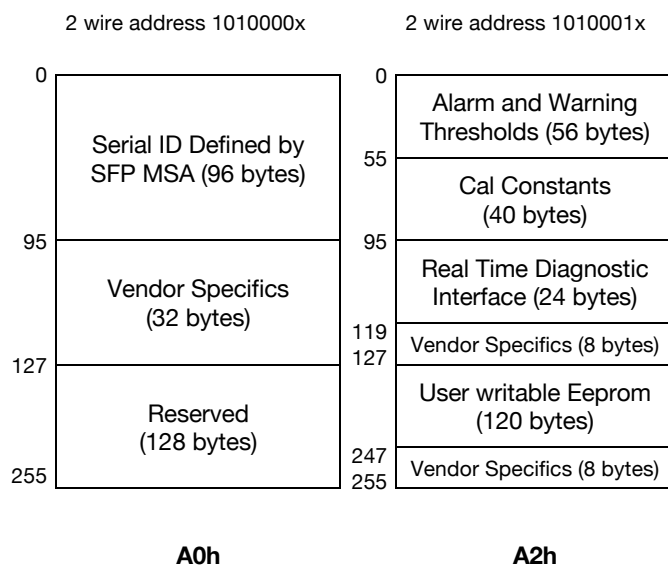 2 wire address 1010000x
0
Serial ID Defined by
SFP MSA (96 bytes)
95
Vendor Specifics
(32 bytes)
127
Reserved
(128 bytes)
255
A0h
2 wire address 1010001x
0
Alarm and Warning
Thresholds (56 bytes)
55
Cal Constants
(40 bytes)
95
Real Time Diagnostic
Interface (24 bytes)
119
Vendor Specifics (8 bytes)
127
User writable Eeprom
(120 bytes)
247
Vendor Specifics (8 bytes)
255
A2h